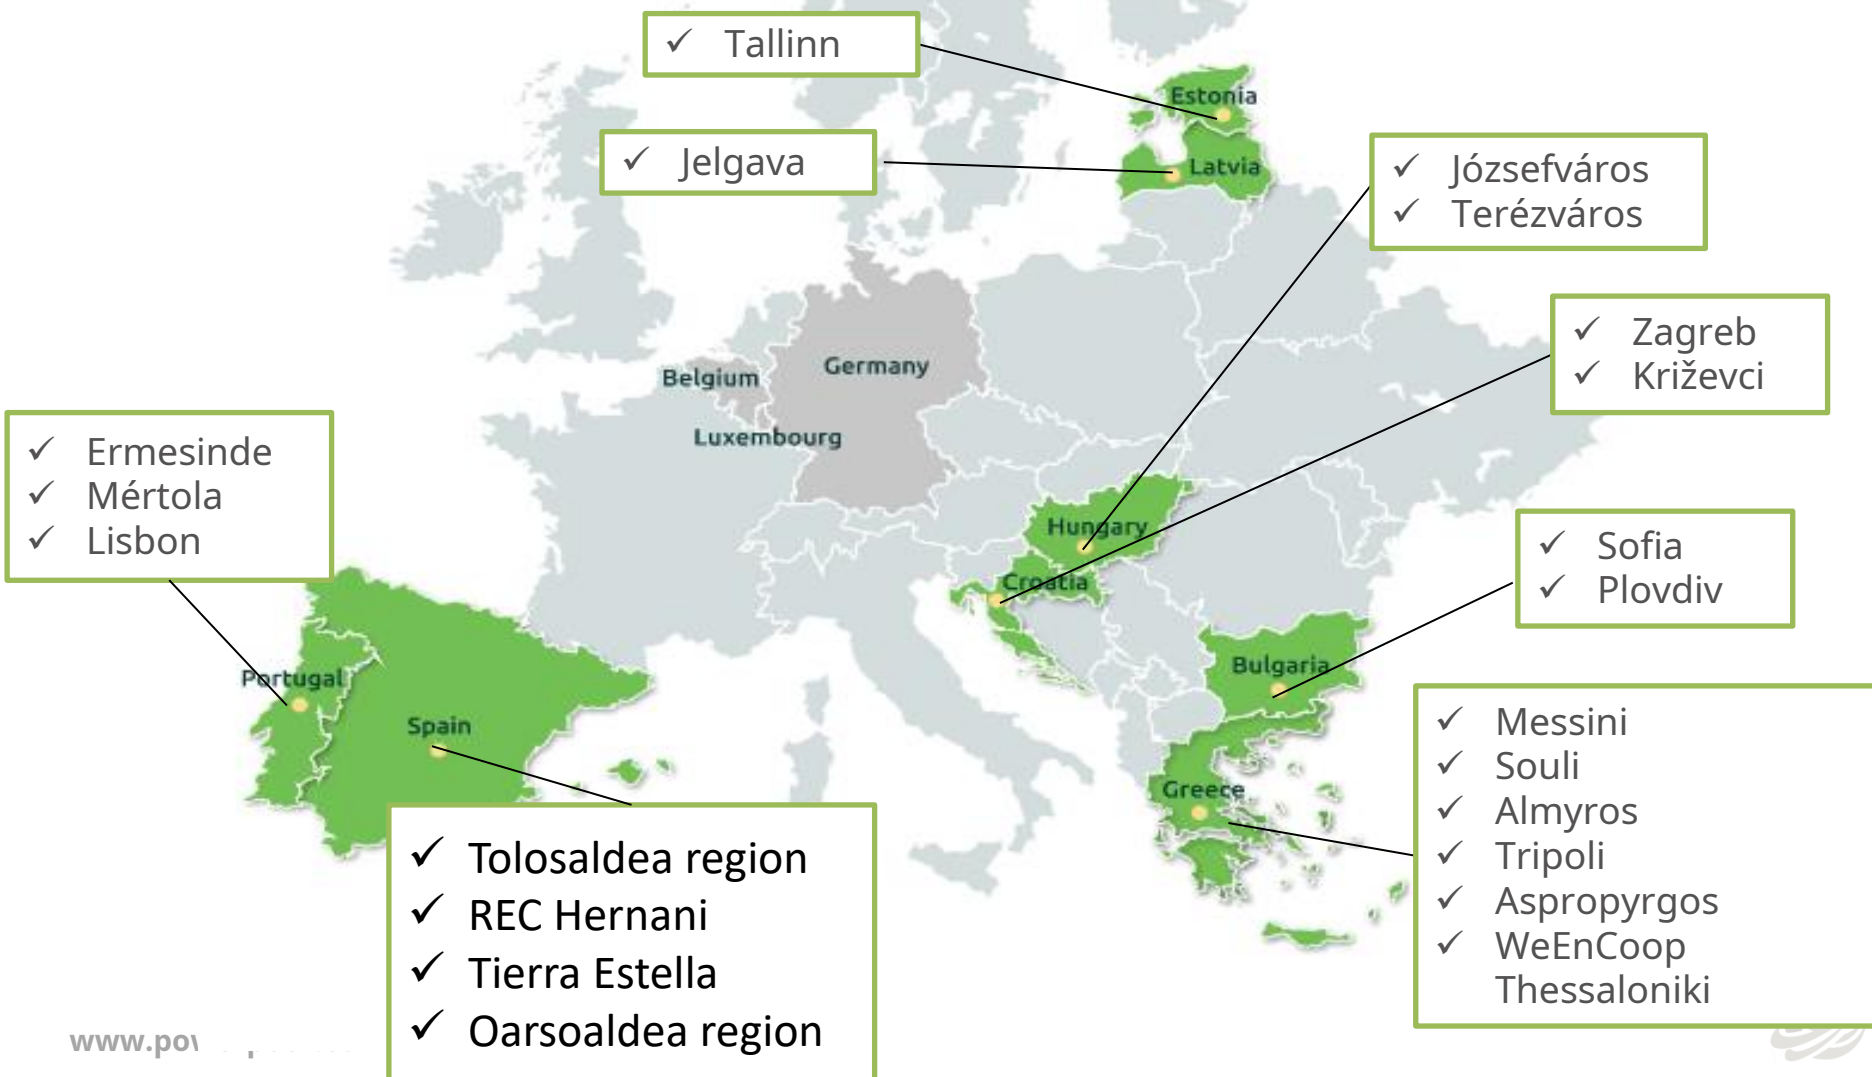 ✓ Tallinn
Estonia
✓ Jelgava
Latvia
✓ Józsefváros
✓ Terézváros
✓ Zagreb
✓ Križevci
Germany
Belgium
Luxembourg
✓ Ermesinde
✓ Mértola
✓ Lisbon
Hungary
Croatia
✓ Sofia
✓ Plovdiv
Portugal
Spain
Bulgaria
Greece
✓ Messini
✓ Souli
✓ Almyros
✓ Tripoli
✓ Aspropyrgos
✓ WeEnCoop
Thessaloniki
✓ Tolosaldea region
✓ REC Hernani
✓ Tierra Estella
✓ Oarsoaldea region